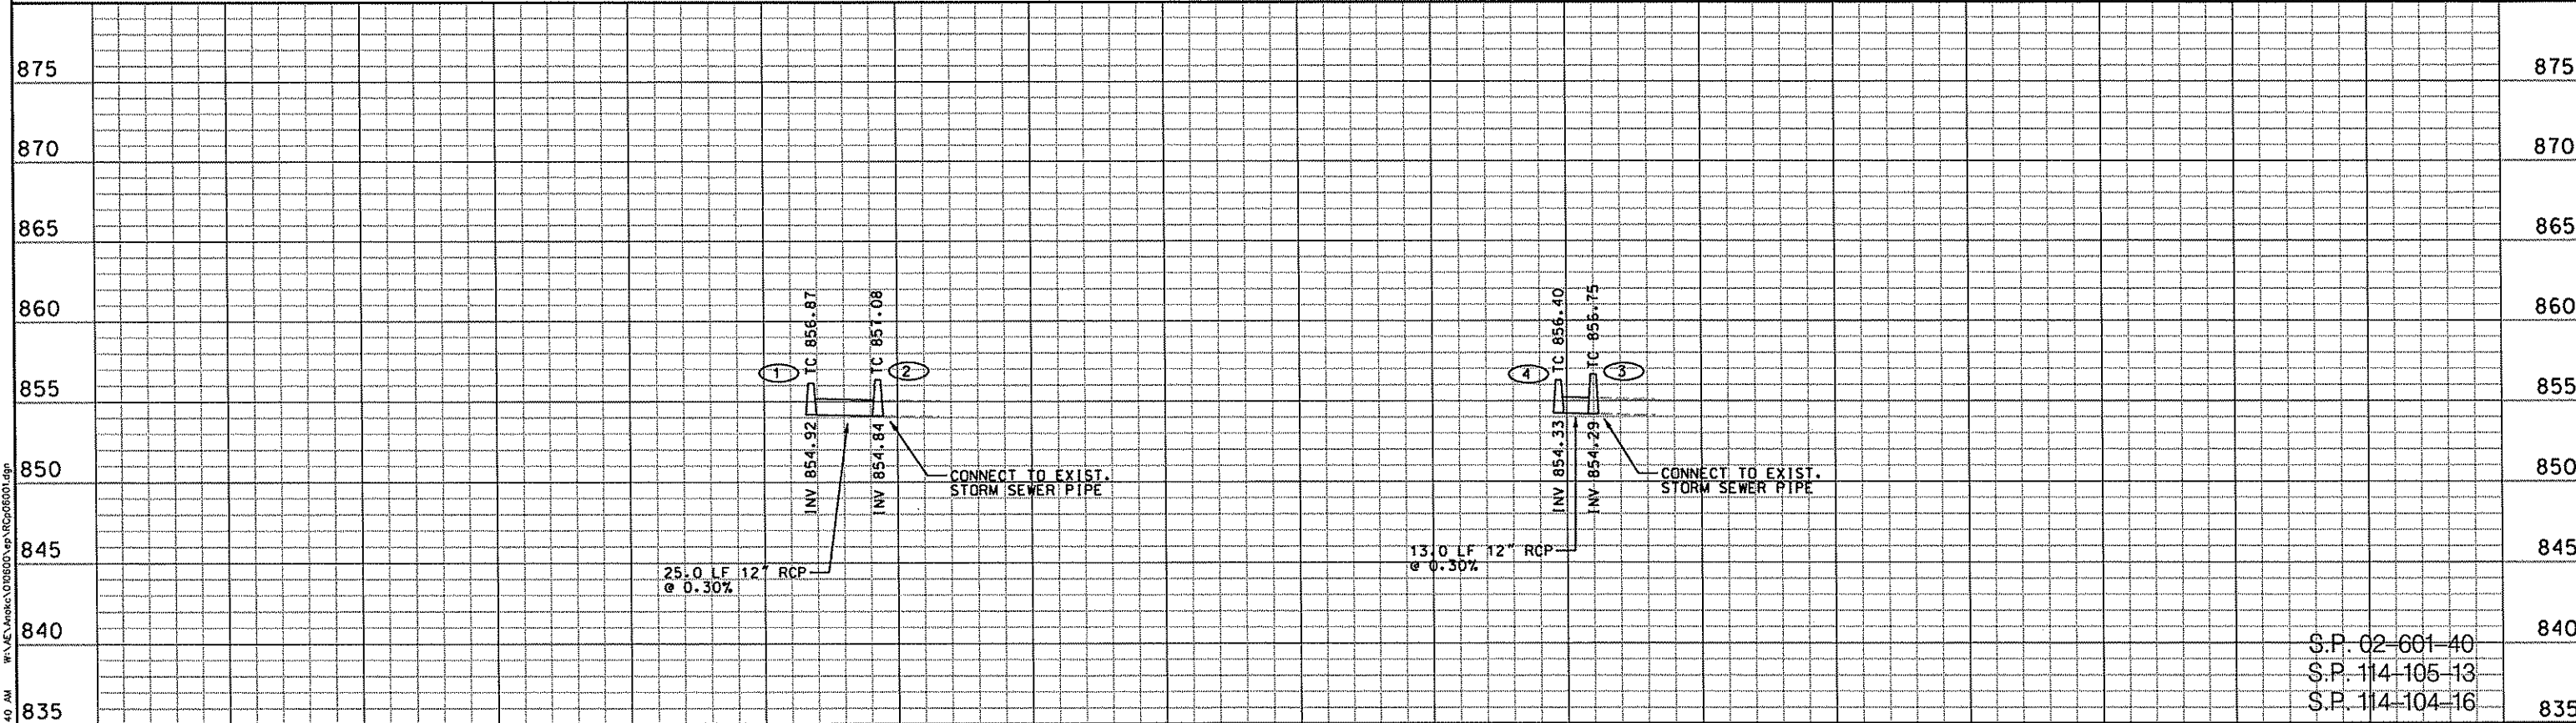 875
875
870
870
865
865
860
860
855
855
850
850
845
845
840
840
835
835
TC 856.87
TC 857.08
1
2
INV 854.92
INV 854.84
CONNECT TO EXIST.
STORM SEWER PIPE
25.0 LF 12" RCP
@ 0.30%
TC 856.40
TC 856.75
4
3
INV 854.33
INV 854.29
CONNECT TO EXIST.
STORM SEWER PIPE
13.0 LF 12" RCP
@ 0.30%
S.P. 02-601-40
S.P. 114-105-13
S.P. 114-104-16
40 AM